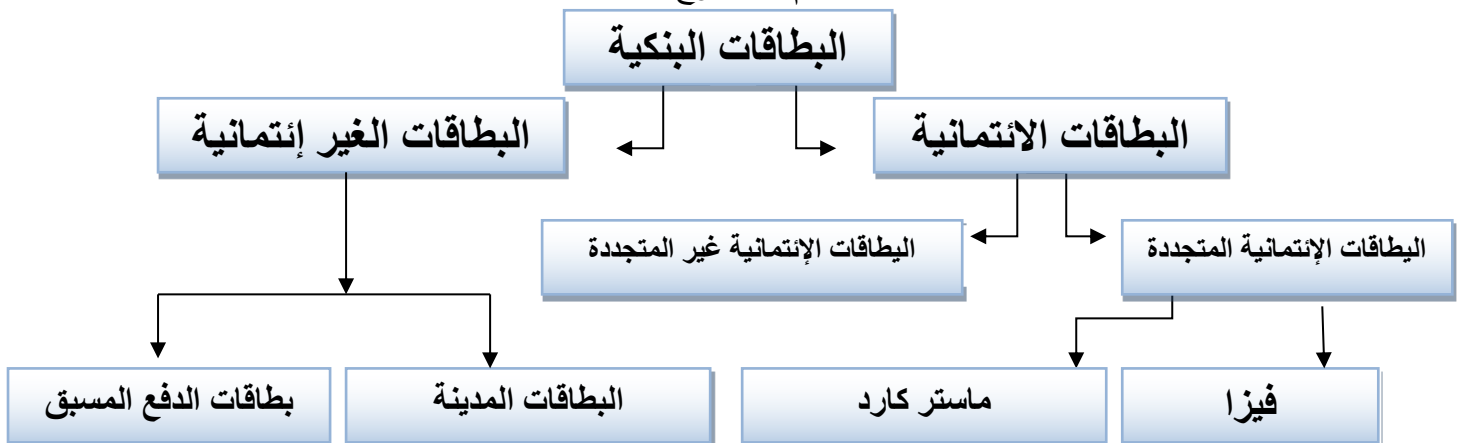 البطاقات البنكية
البطاقات الائتمانية
البطاقات الغير إئتمانية
اليطاقات الإئتمانية المتجددة
اليطاقات الإئتمانية غير المتجددة
فيزا
ماستر كارد
البطاقات المدينة
بطاقات الدفع المسبق